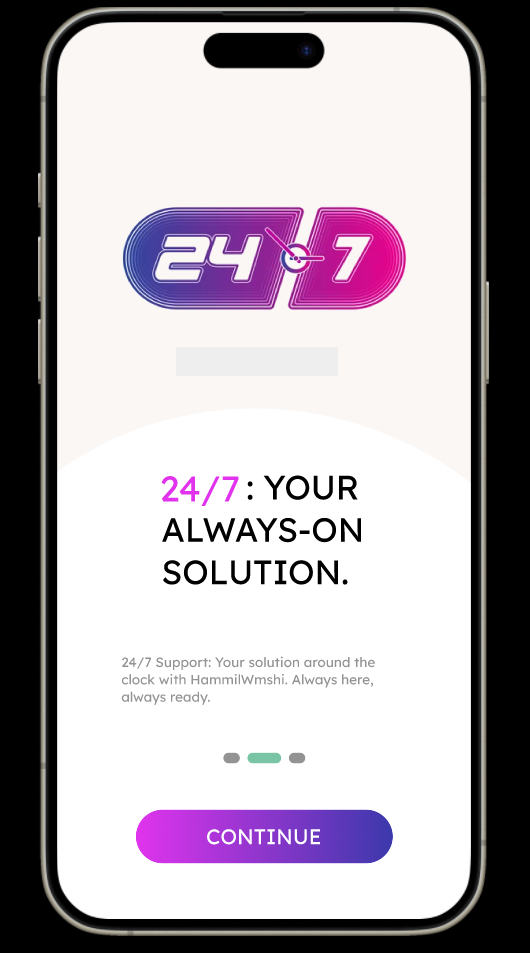 24 7
24/7 : YOUR
ALWAYS-ON
SOLUTION.
24/7 Support: Your solution around the
clock with HammilWmshi. Always here,
always ready.
CONTINUE